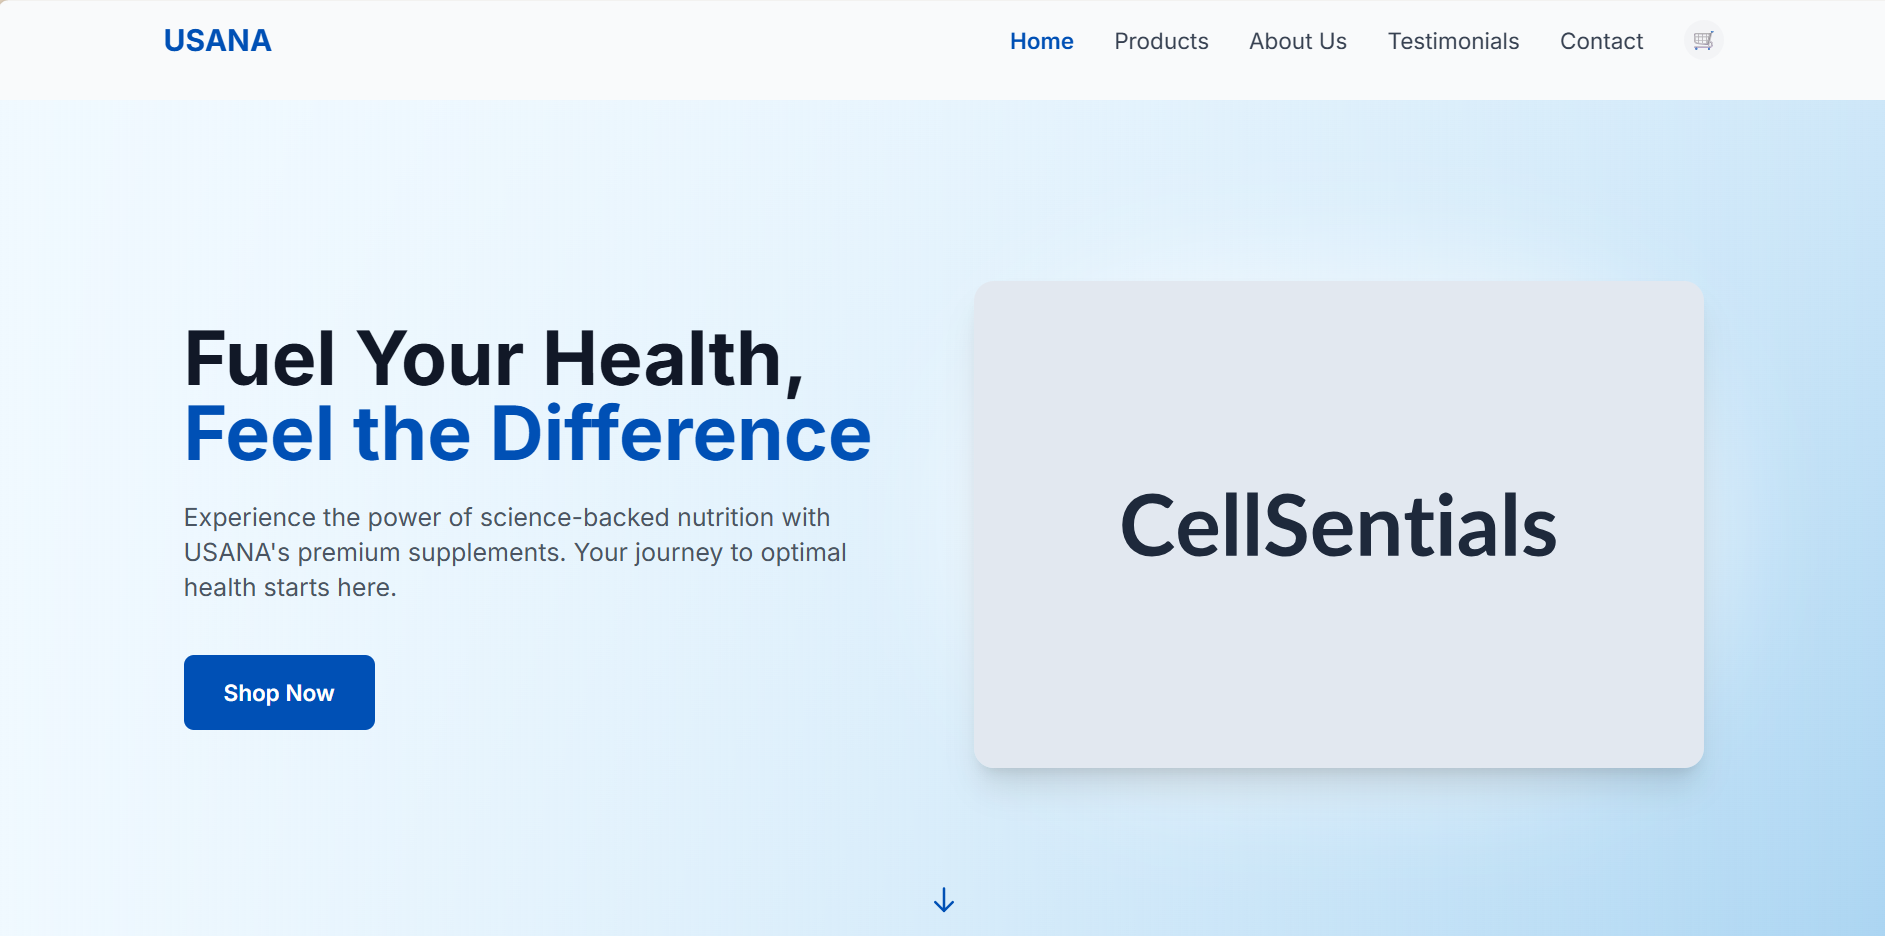 USANA
Home
Products
About Us
Testimonials
Contact
Fuel Your Health,
Feel the Difference
Experience the power of science-backed nutrition with
USANA's premium supplements. Your journey to optimal
health starts here.
Shop Now
CellSentials